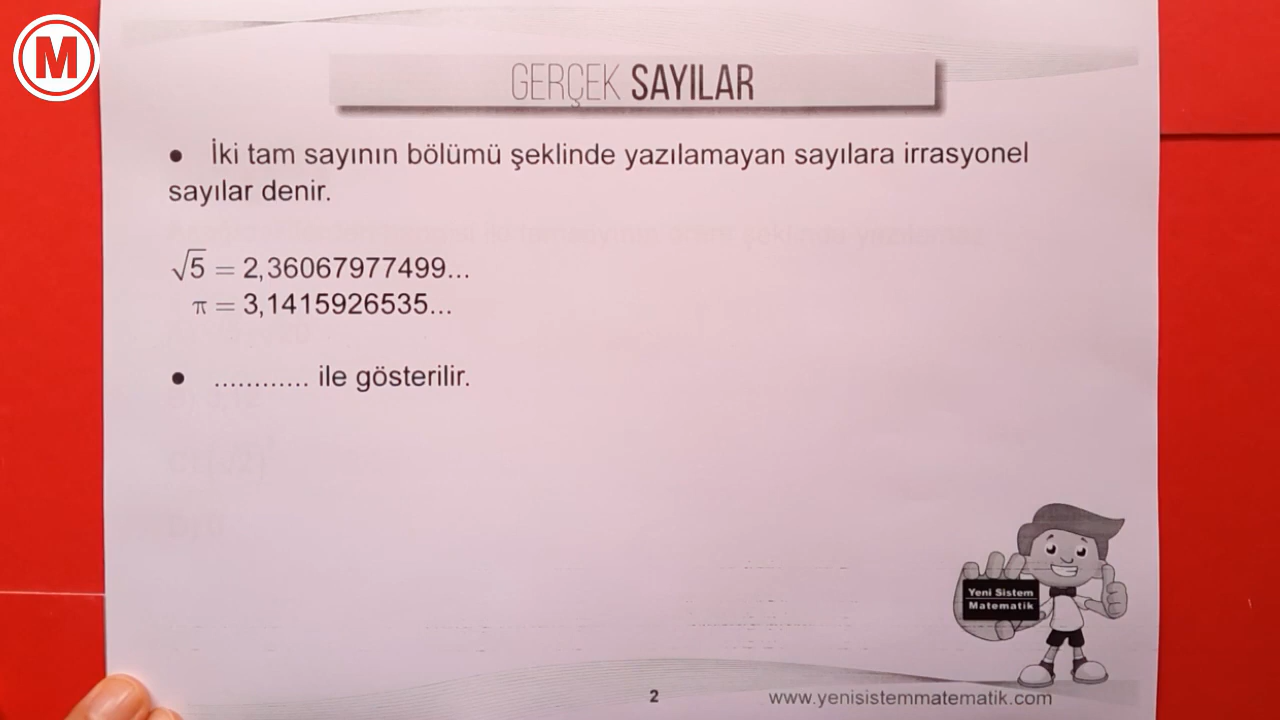 M
GERÇEK SAYILAR
● İki tam sayının bölümü şeklinde yazılamayan sayılara irrasyonel
sayılar denir.
√5 = 2,36067977499...
π = 3,1415926535...
● ............ ile gösterilir.
Yeni Sistem
Matematik
2
www.yenisistemmatematik.com